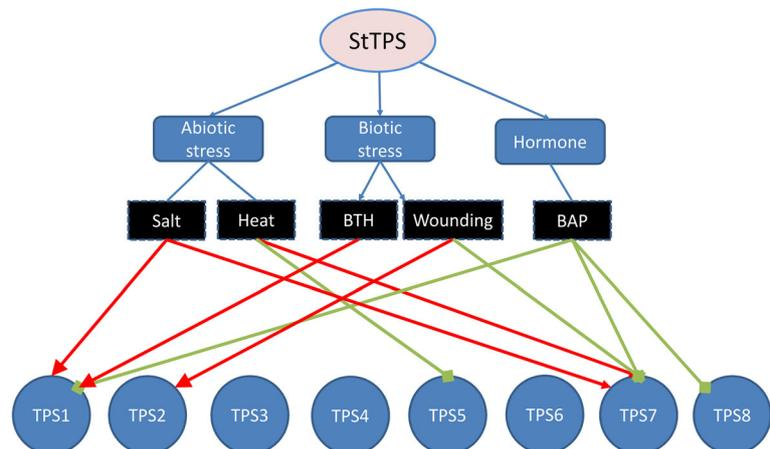 StTPS
Abiotic
stress
Biotic
stress
Hormone
Salt
Heat
BTH
Wounding
BAP
TPS1
TPS2
TPS3
TPS4
TPS5
TPS6
TPS7
TPS8